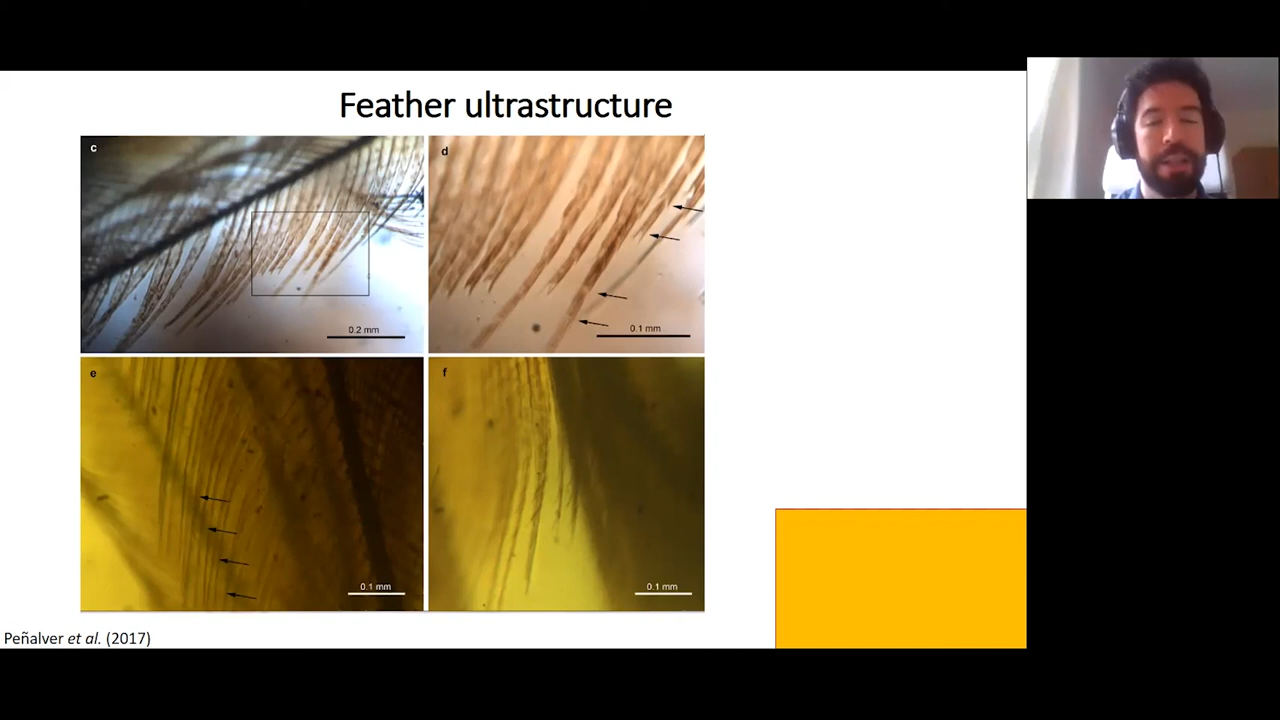 Feather ultrastructure
c
d
0.2 mm
0.1 mm
e
f
0.1 mm
0.1 mm
Peñalver et al. (2017)